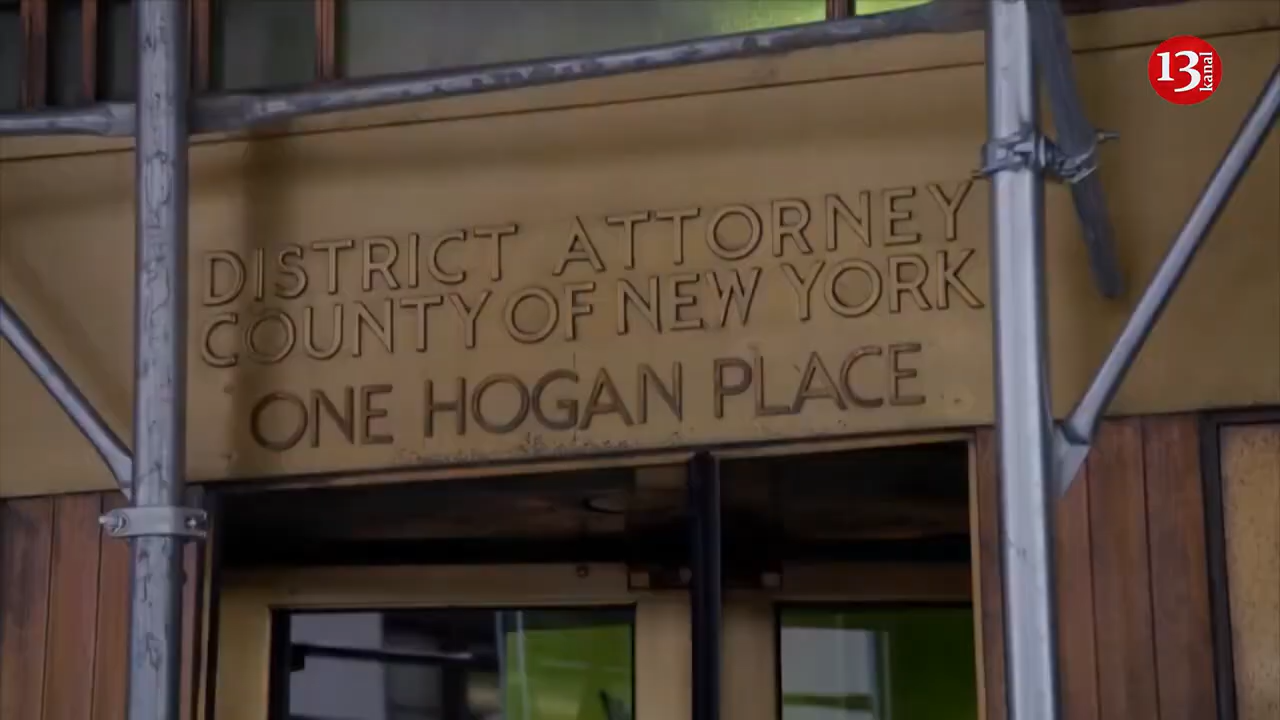 13
kanal
DISTRICT ATTORNEY
COUNTY OF NEW YORK
ONE HOGAN PLACE